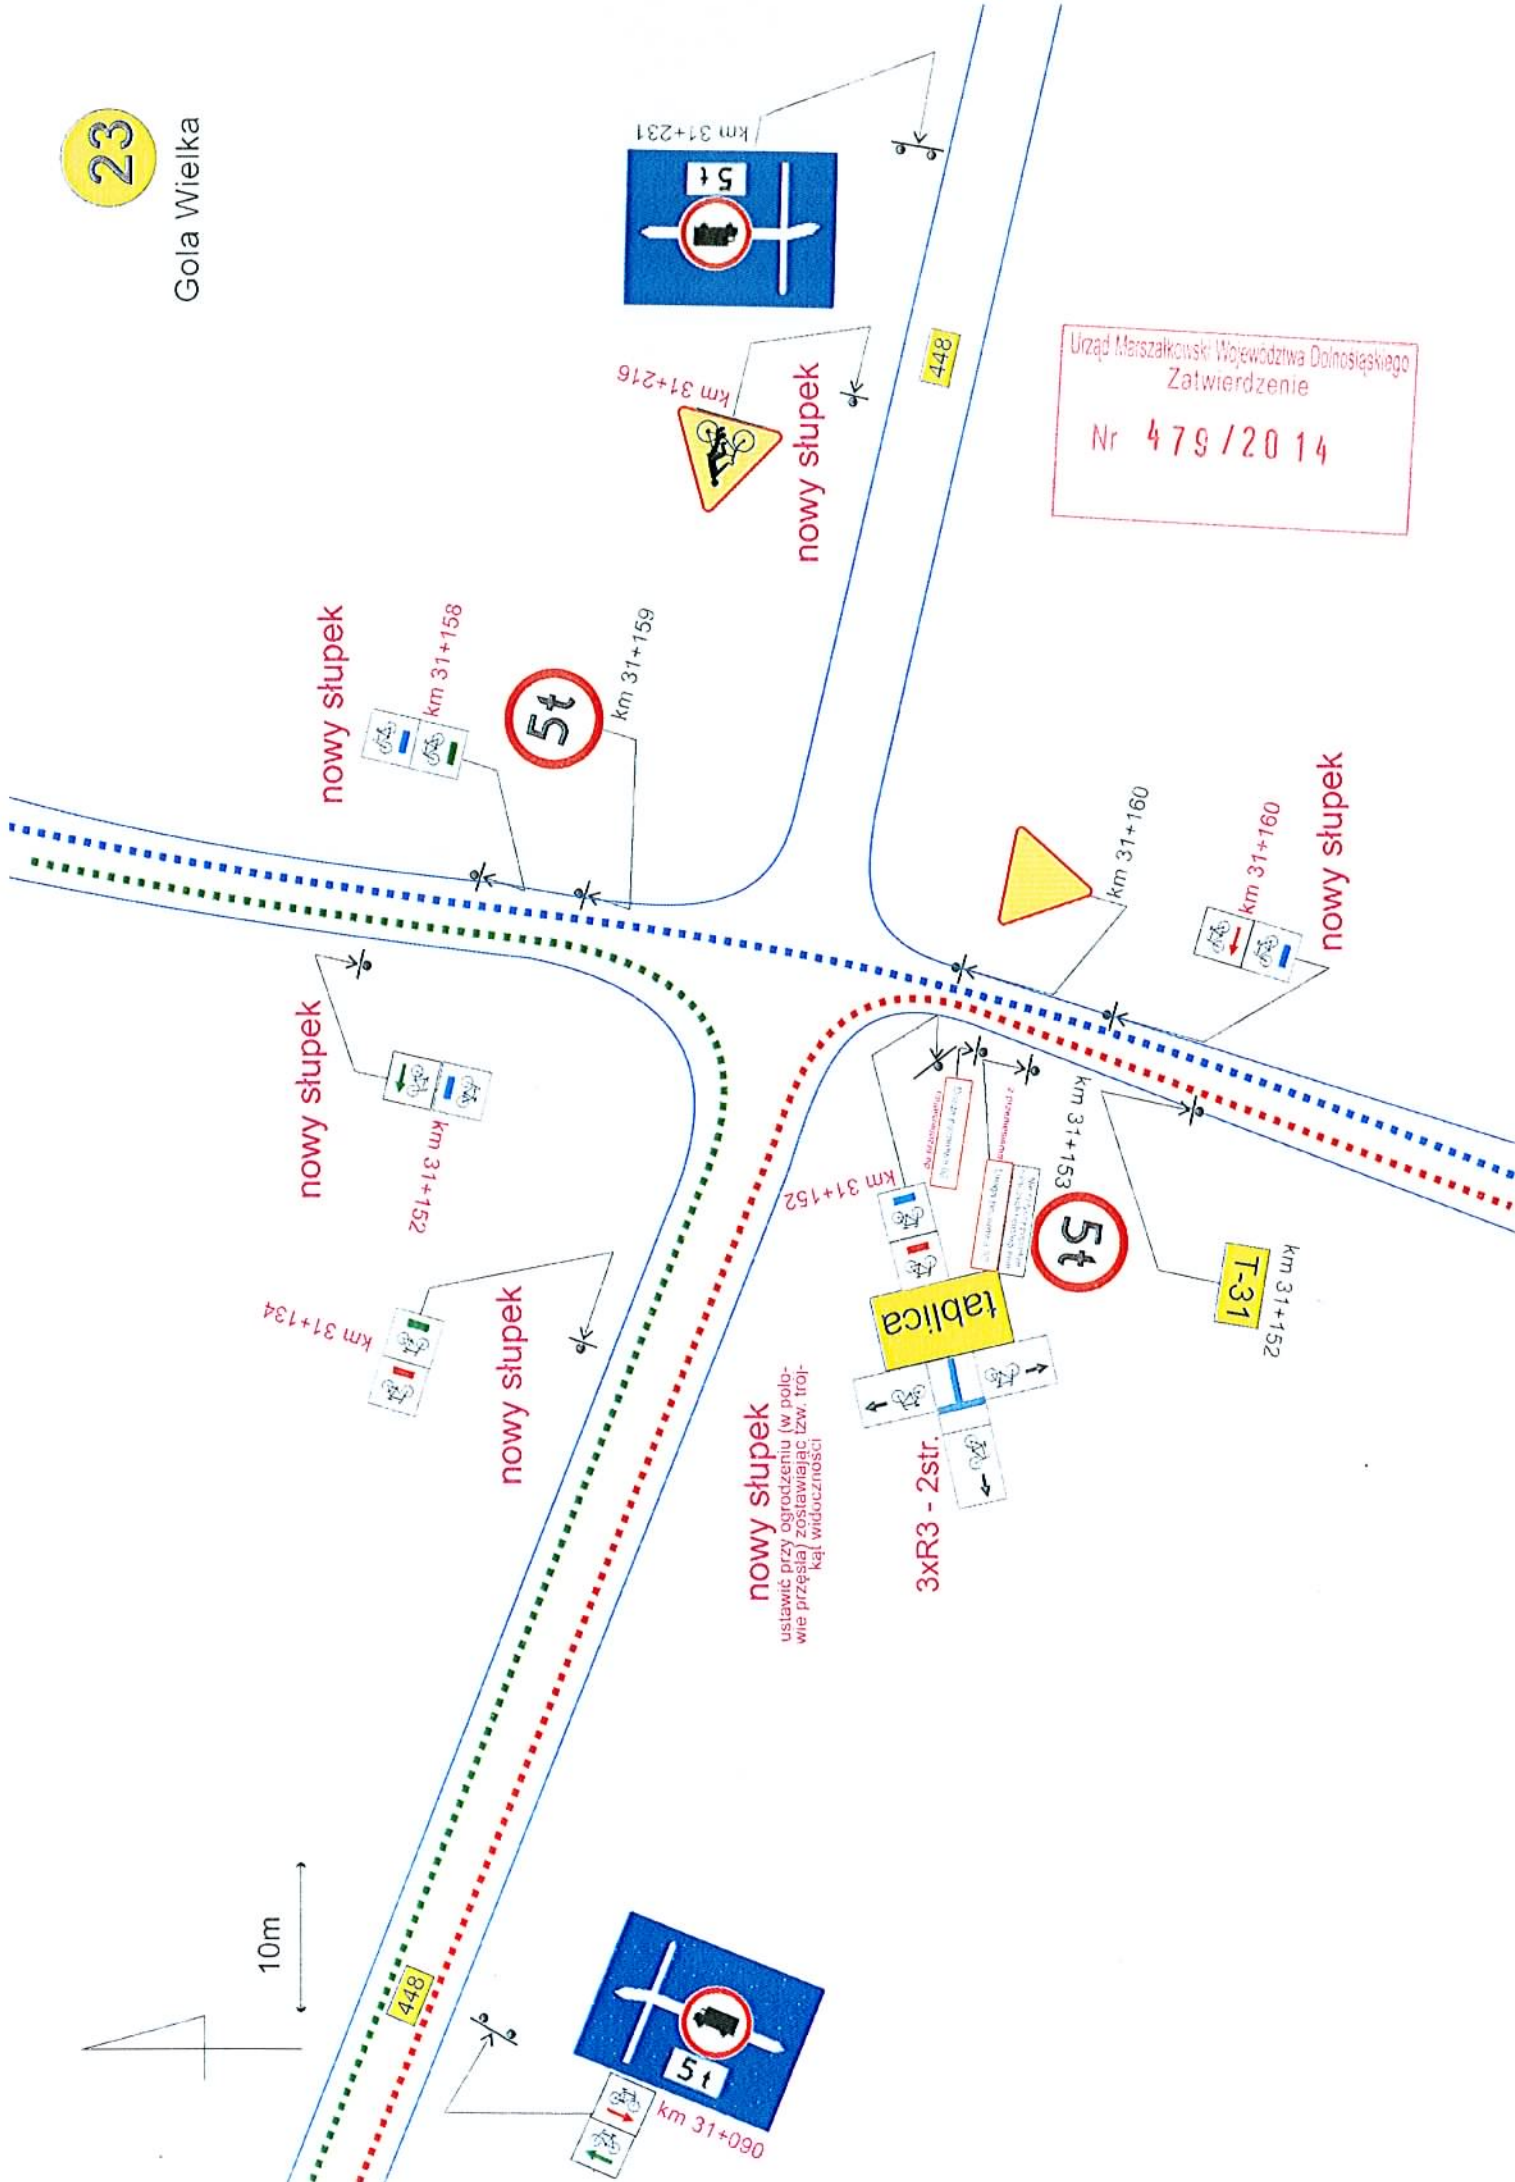 23
Gola Wielka
km 31+231
5 t
448
km 31+216
nowy słupek
Urząd Marszałkowski Województwa Dolnośląskiego
Zatwierdzenie
Nr 479/2014
nowy słupek
km 31+158
5t
km 31+159
km 31+160
km 31+160
nowy słupek
nowy słupek
km 31+152
km 31+134
nowy słupek
km 31+152
km 31+153
5t
tablica
T-31
km 31+152
nowy słupek
ustawić przy ogrodzeniu (w poło-
wie przęsła) zostawiając tzw. trój-
kąt widoczności
3xR3 - 2str.
10m
448
5 t
km 31+090